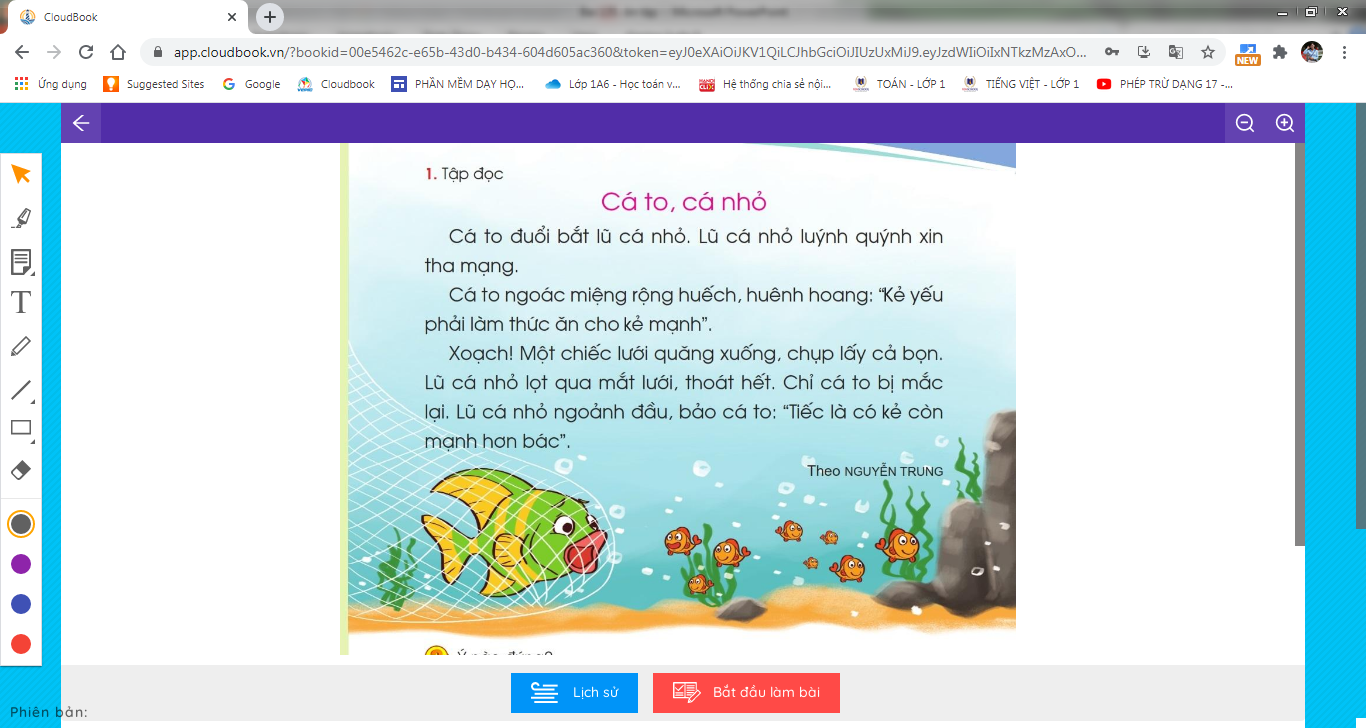 CloudBook
app.cloudbook.vn/?bookid=00e5462c-e65b-43d0-b434-604d605ac360&token=eyJ0eXAiOiJKV1QiLCJhbGciOiJIUzUxMiJ9.eyJzdWIiOiIxNTkzMzAxO...
NEW
Ứng dụng Suggested Sites Google Cloudbook PHẦN MỀM DẠY HỌ... Lớp 1A6 - Học toán v... Hệ thống chia sẻ nội... TOÁN - LỚP 1 TIẾNG VIỆT - LỚP 1 PHÉP TRỪ DẠNG 17 -...
1. Tập đọc
Cá to, cá nhỏ
Cá to đuổi bắt lũ cá nhỏ. Lũ cá nhỏ luýnh quýnh xin
tha mạng.
Cá to ngoác miệng rộng huếch, huênh hoang: “Kẻ yếu
phải làm thức ăn cho kẻ mạnh”.
Xoạch! Một chiếc lưới quăng xuống, chụp lấy cả bọn.
Lũ cá nhỏ lọt qua mắt lưới, thoát hết. Chỉ cá to bị mắc
lại. Lũ cá nhỏ ngoảnh đầu, bảo cá to: “Tiếc là có kẻ còn
mạnh hơn bác”.
Theo NGUYỄN TRUNG
T
Lịch sử
Bắt đầu làm bài
Phiên bản: